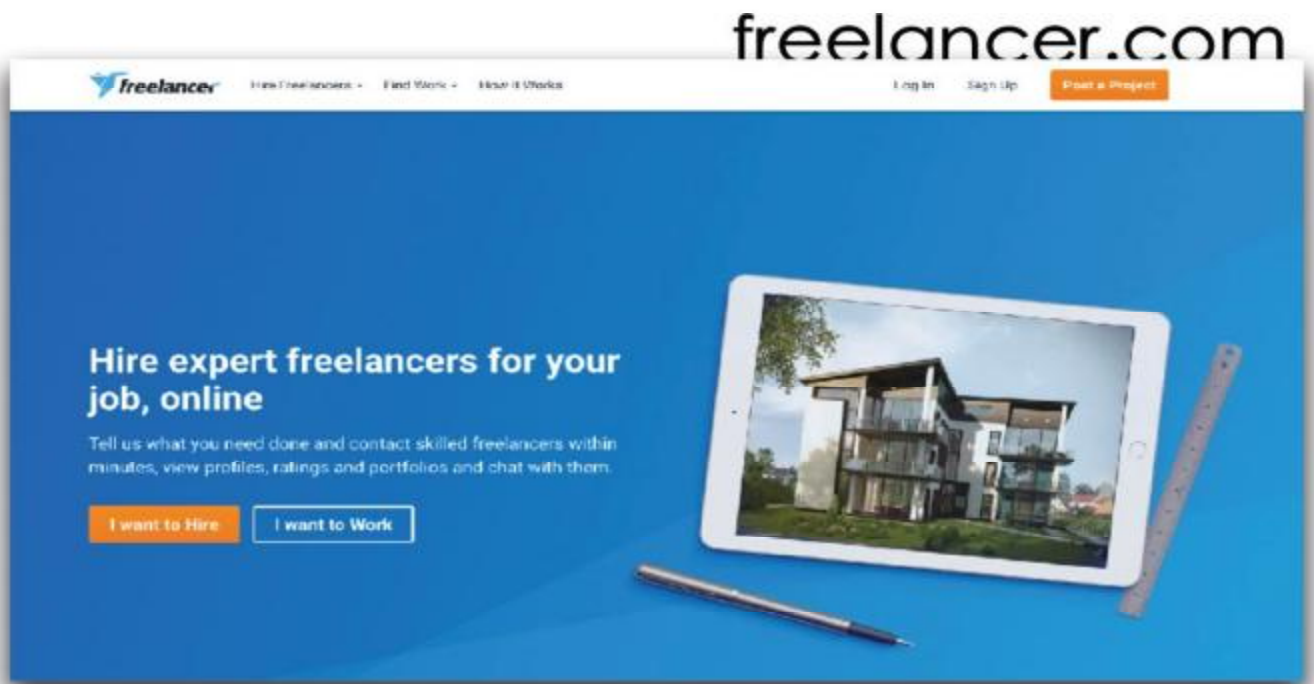 freelancer.com
freelancer Hire Freelancers Find Work How It Works Log In Sign Up Post a Project
Hire expert freelancers for your
job, online
Tell us what you need done and contact skilled freelancers within
minutes, view profiles, ratings and portfolios and chat with them.
I want to Hire I want to Work